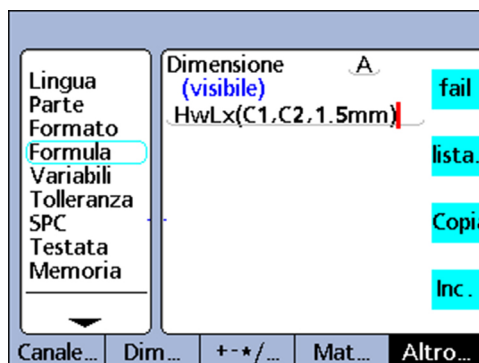 Lingua
Parte
Formato
Formula
Variabili
Tolleranza
SPC
Testata
Memoria
Dimensione A
(visibile)
HwLx(C1,C2,1.5mm)
fail
lista.
Copia
Inc.
Canale... Dim... +-*/... Mat... Altro...